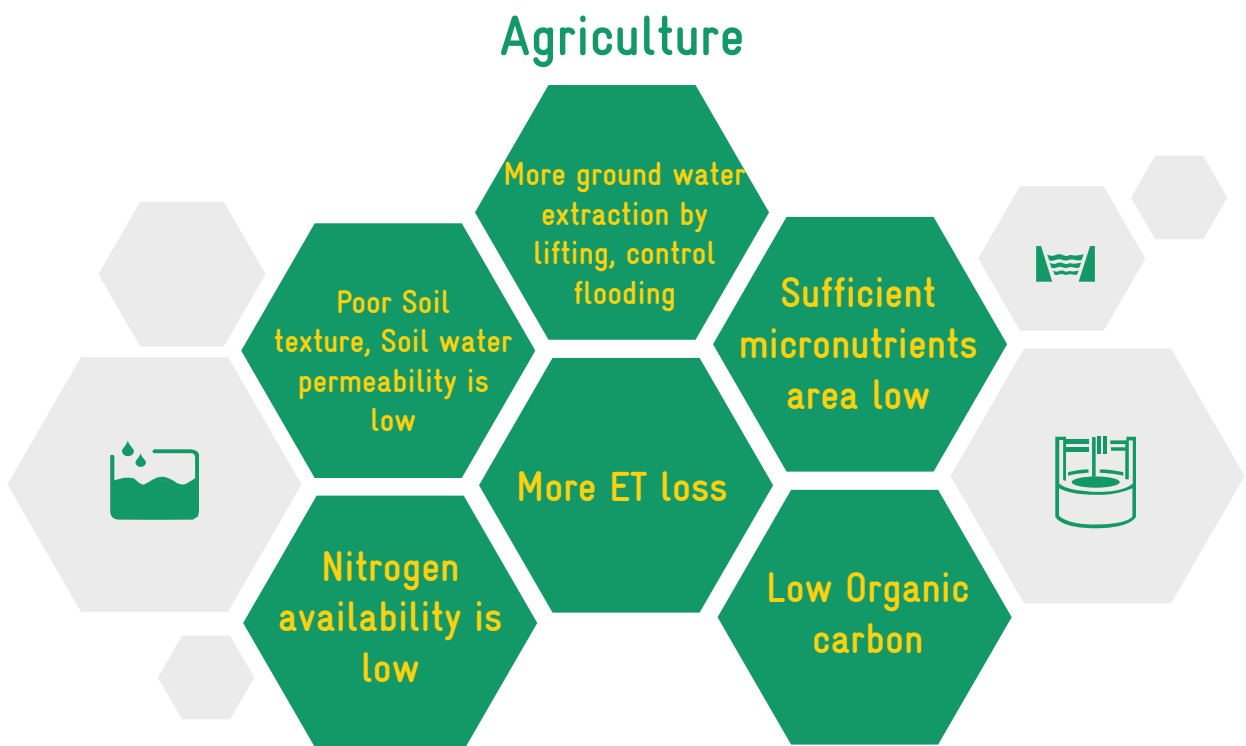 Agriculture
More ground water
extraction by
lifting, control
flooding
Poor Soil
texture, Soil water
permeability is
low
Sufficient
micronutrients
area low
More ET loss
Nitrogen
availability is
low
Low Organic
carbon